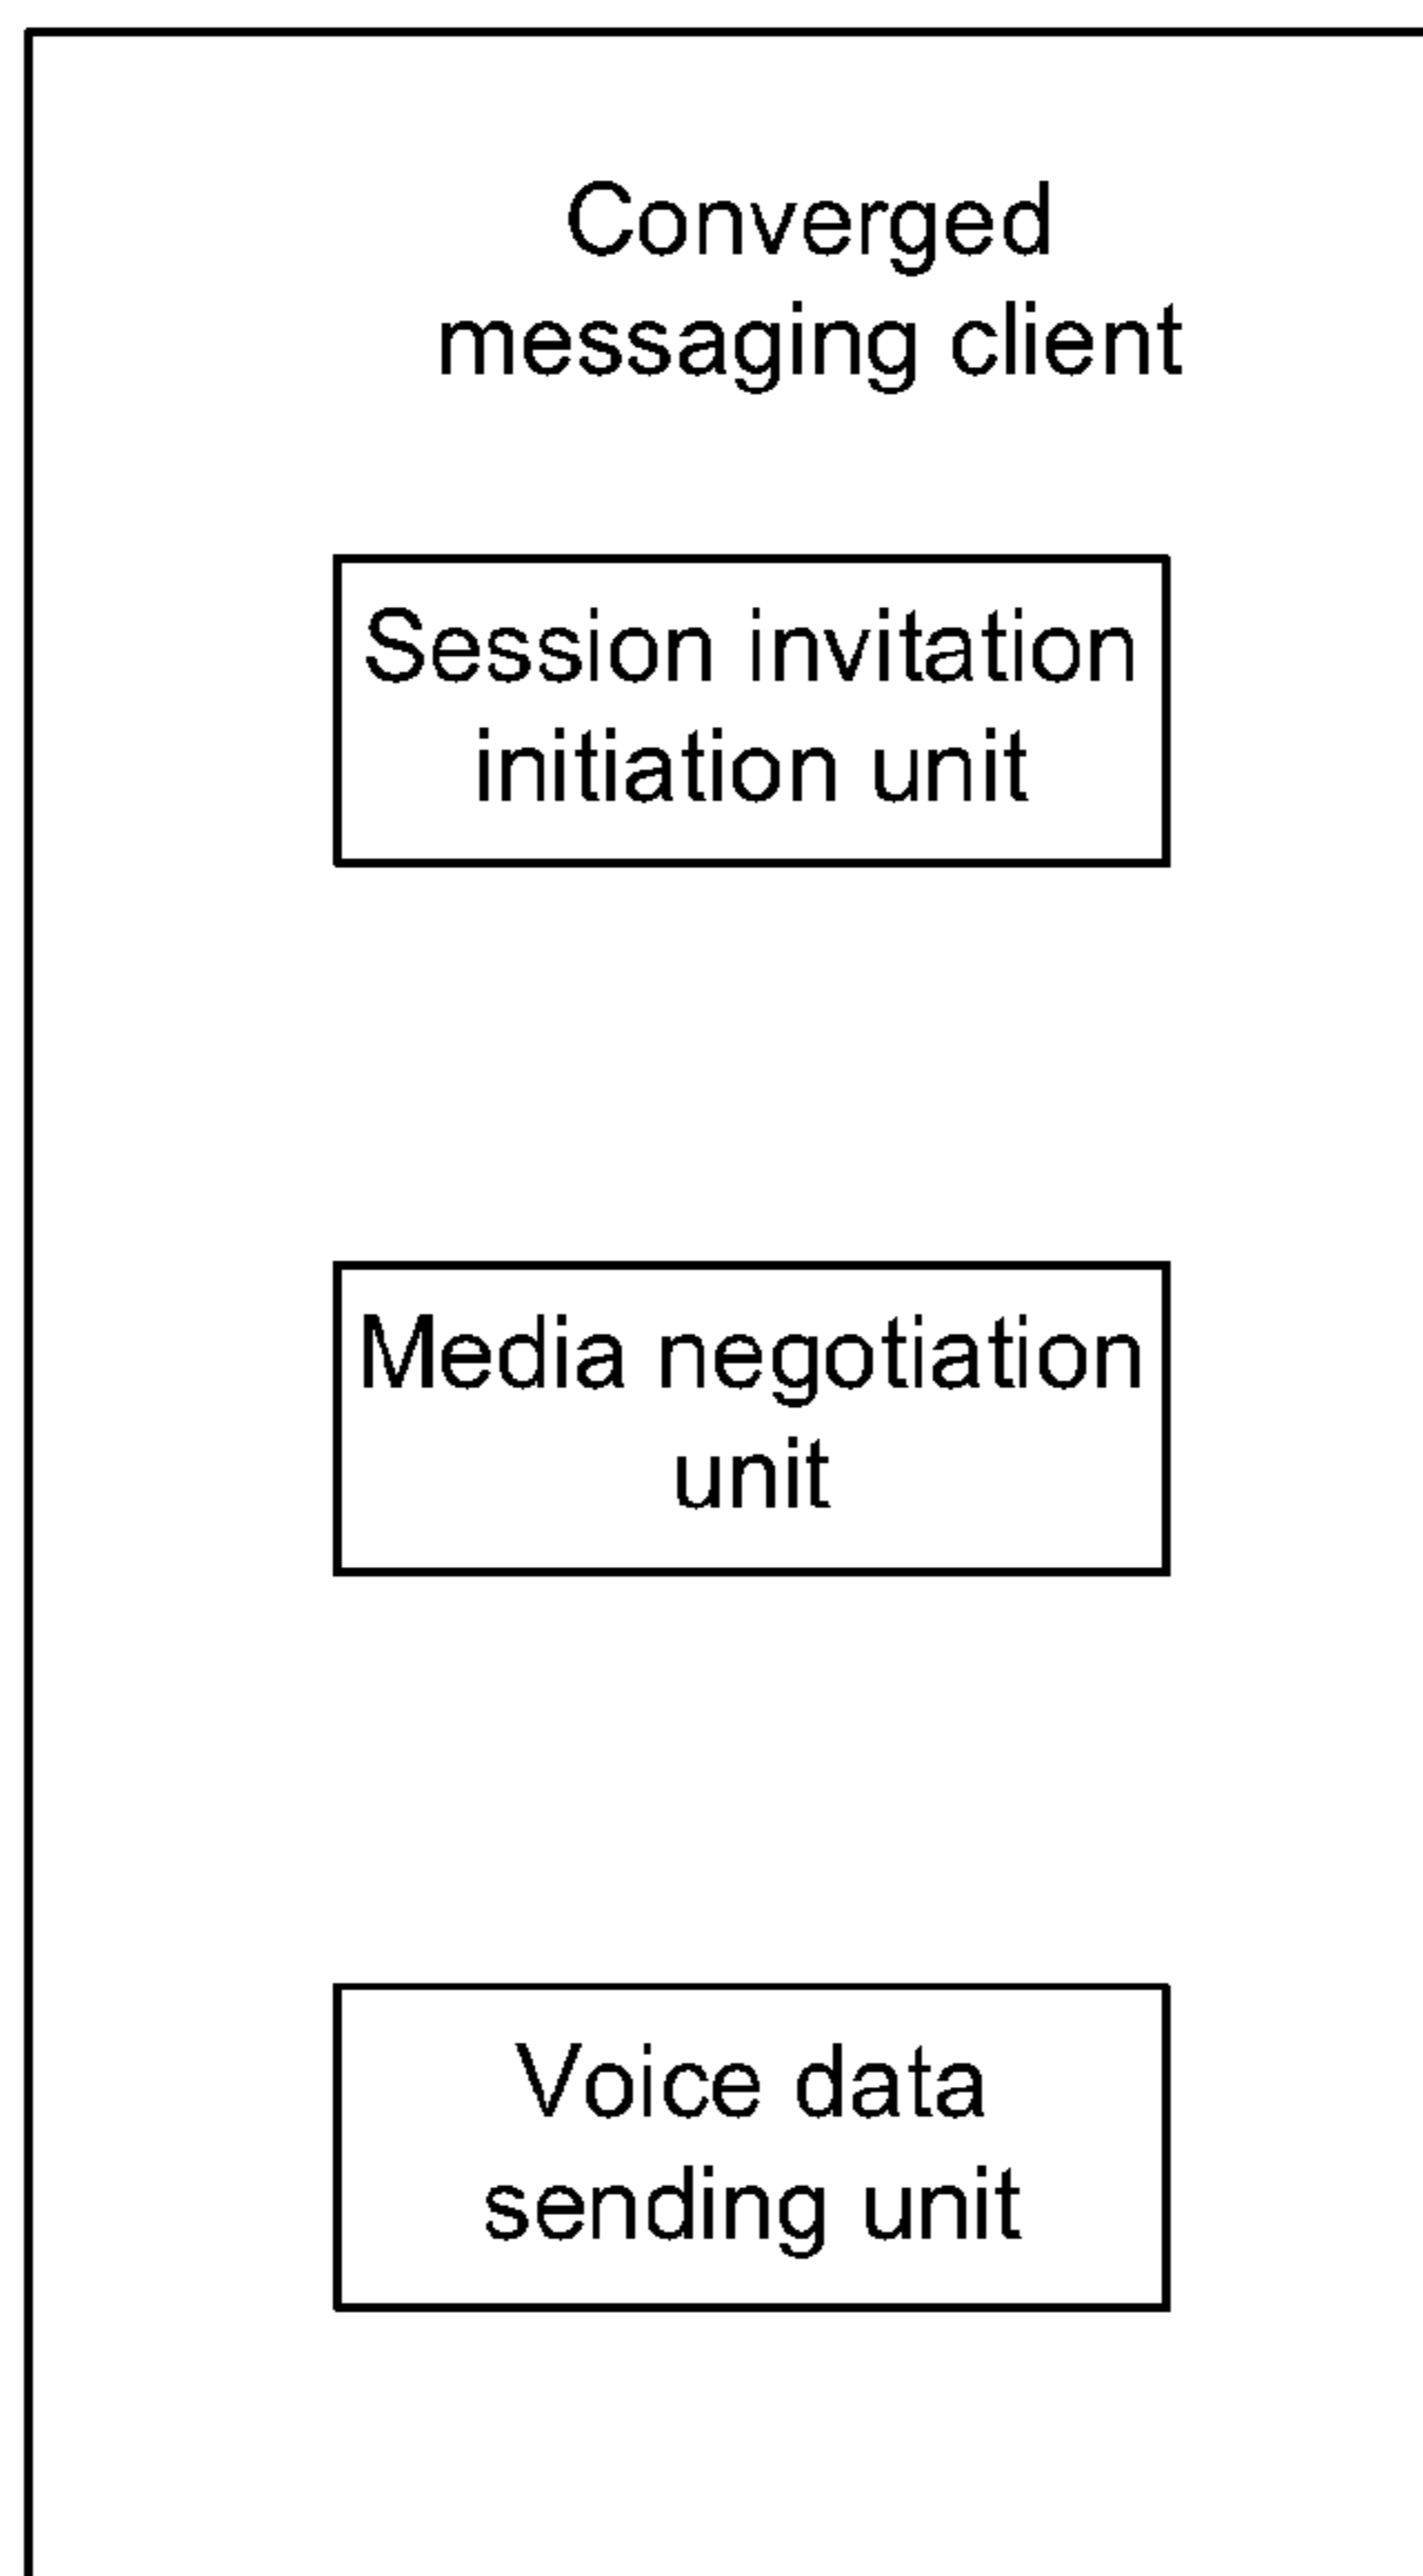 Converged
messaging client
Session invitation
initiation unit
Media negotiation
unit
Voice data
sending unit